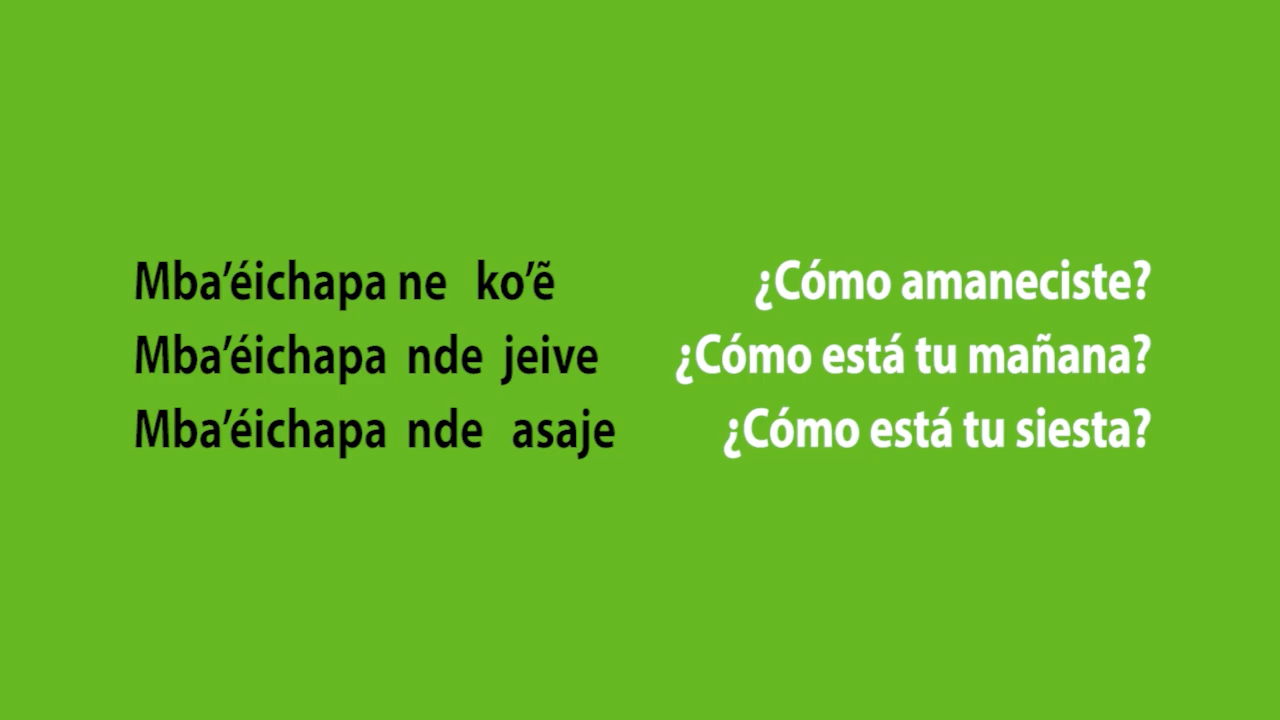 Mba’éichapa ne ko’ẽ ¿Cómo amaneciste?
Mba’éichapa nde jeive ¿Cómo está tu mañana?
Mba’éichapa nde asaje ¿Cómo está tu siesta?